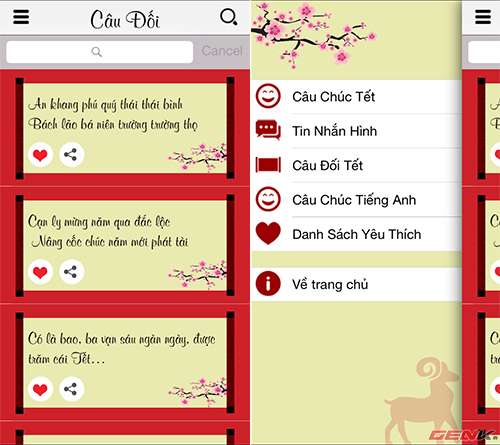 Câu Đối
Cancel
An khang phú quý thái thái bình
Bách lão bá niên trường trường thọ
Cạn ly mừng năm qua đắc lộc
Nâng cốc chúc năm mới phát tài
Có là bao, ba vạn sáu ngàn ngày, được
trăm cái Tết...
Câu Chúc Tết
Tin Nhắn Hình
Câu Đối Tết
Câu Chúc Tiếng Anh
Danh Sách Yêu Thích
Về trang chủ
GENK